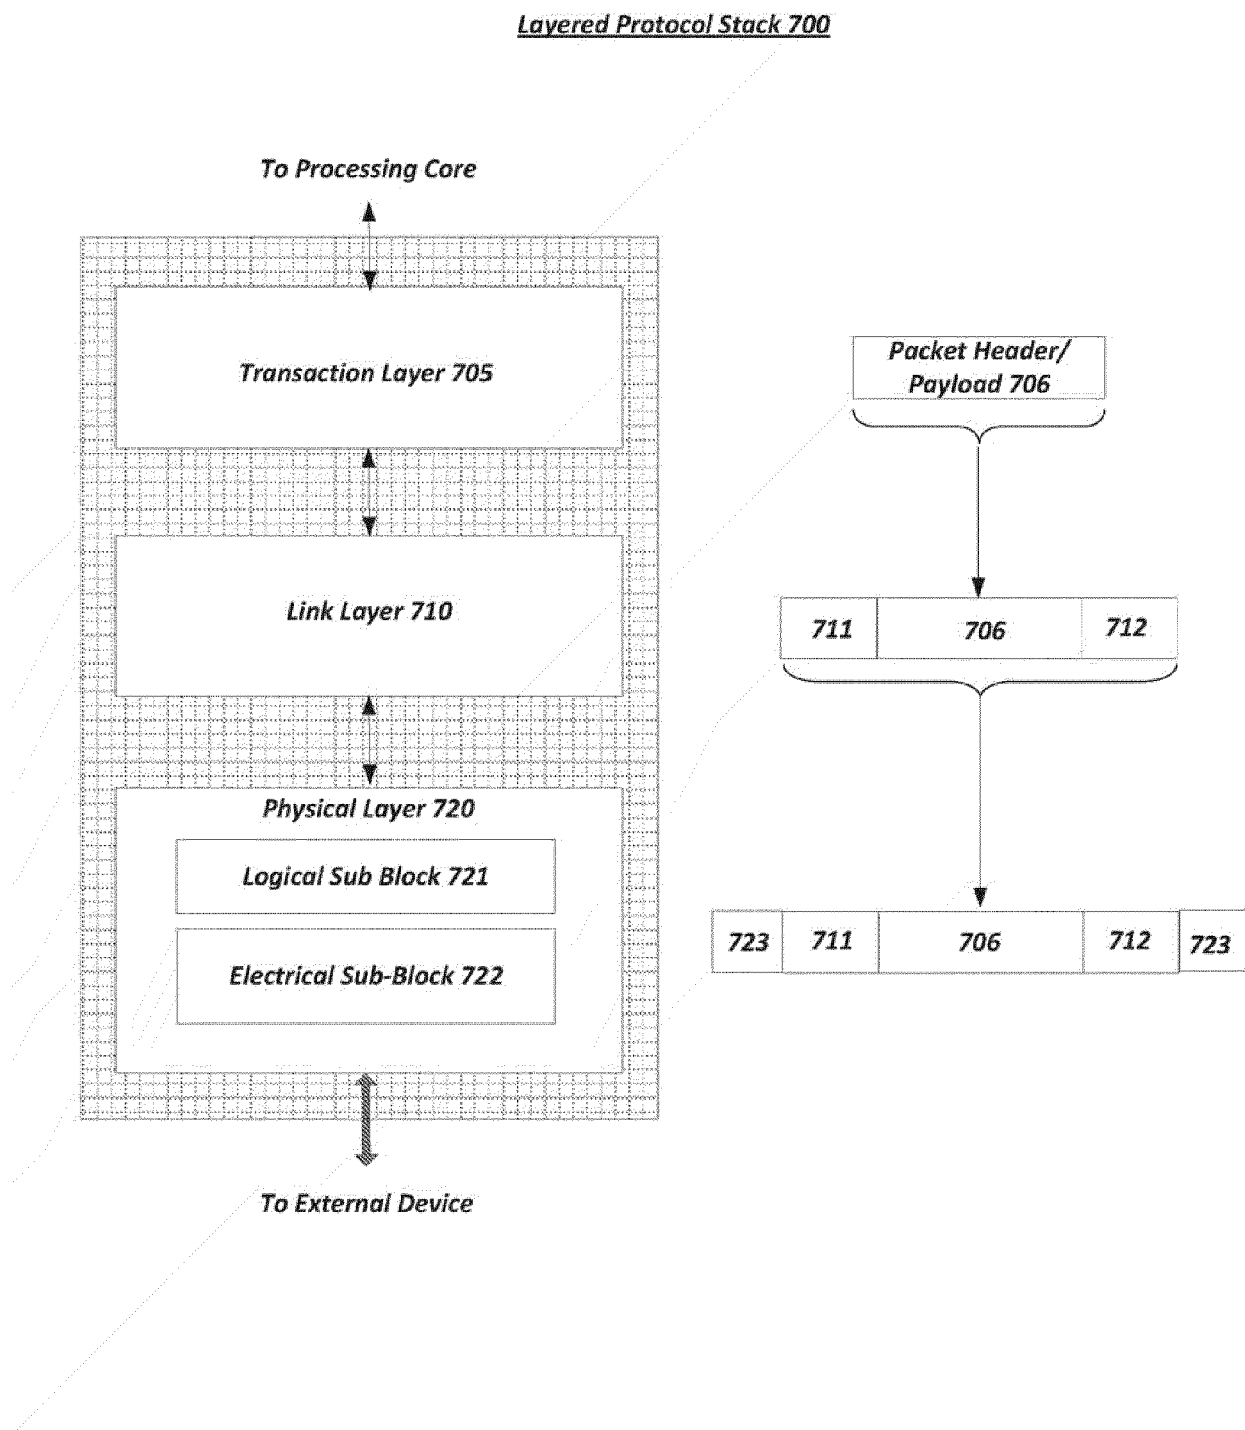 Layered Protocol Stack 700
To Processing Core
Transaction Layer 705
Packet Header/
Payload 706
Link Layer 710
711 706 712
Physical Layer 720
Logical Sub Block 721
Electrical Sub-Block 722
723 711 706 712 723
To External Device